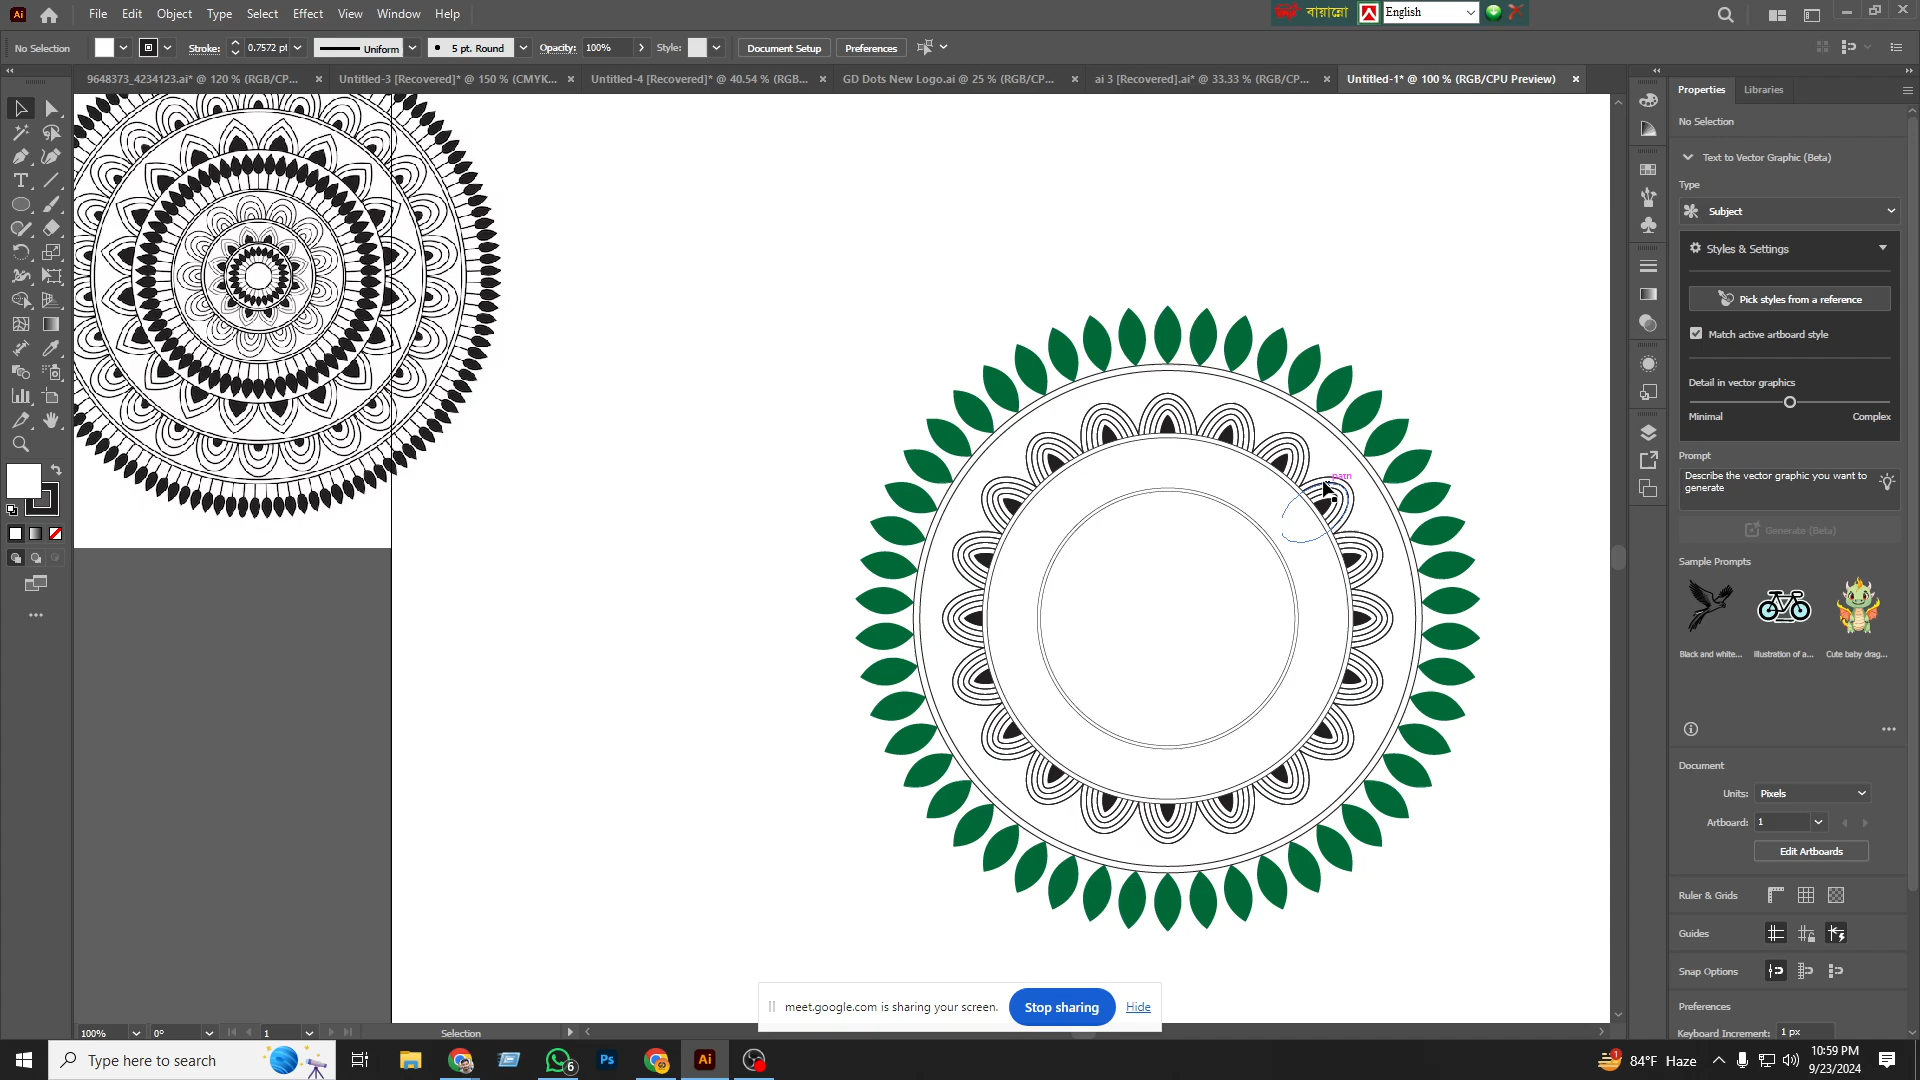 Ai File Edit Object Type Select Effect View Window Help
বায়ান্নো English
No Selection Stroke: 0.7572 pt Uniform 5 pt. Round Opacity: 100% Style: Document Setup Preferences
9648373_4234123.ai* @ 120 % (RGB/CP... × Untitled-3 [Recovered]* @ 150 % (CMYK... × Untitled-4 [Recovered]* @ 40.54 % (RGB... × GD Dots New Logo.ai @ 25 % (RGB/CP... × ai 3 [Recovered].ai* @ 33.33 % (RGB/CP... × Untitled-1* @ 100 % (RGB/CPU Preview) ×
Properties Libraries
No Selection
Text to Vector Graphic (Beta)
Type
Subject
Styles & Settings
Pick styles from a reference
Match active artboard style
Detail in vector graphics
Minimal Complex
Prompt
Describe the vector graphic you want to
generate
Generate (Beta)
Sample Prompts
Black and white... Illustration of a... Cute baby drag...
Document
Units: Pixels
Artboard: 1
Edit Artboards
Ruler & Grids
Guides
Snap Options
Preferences
Keyboard Increment: 1 px
path
meet.google.com is sharing your screen. Stop sharing Hide
100% 0° 1 Selection
Type here to search
6 Ps Ai
1 84°F Haze
10:59 PM
9/23/2024